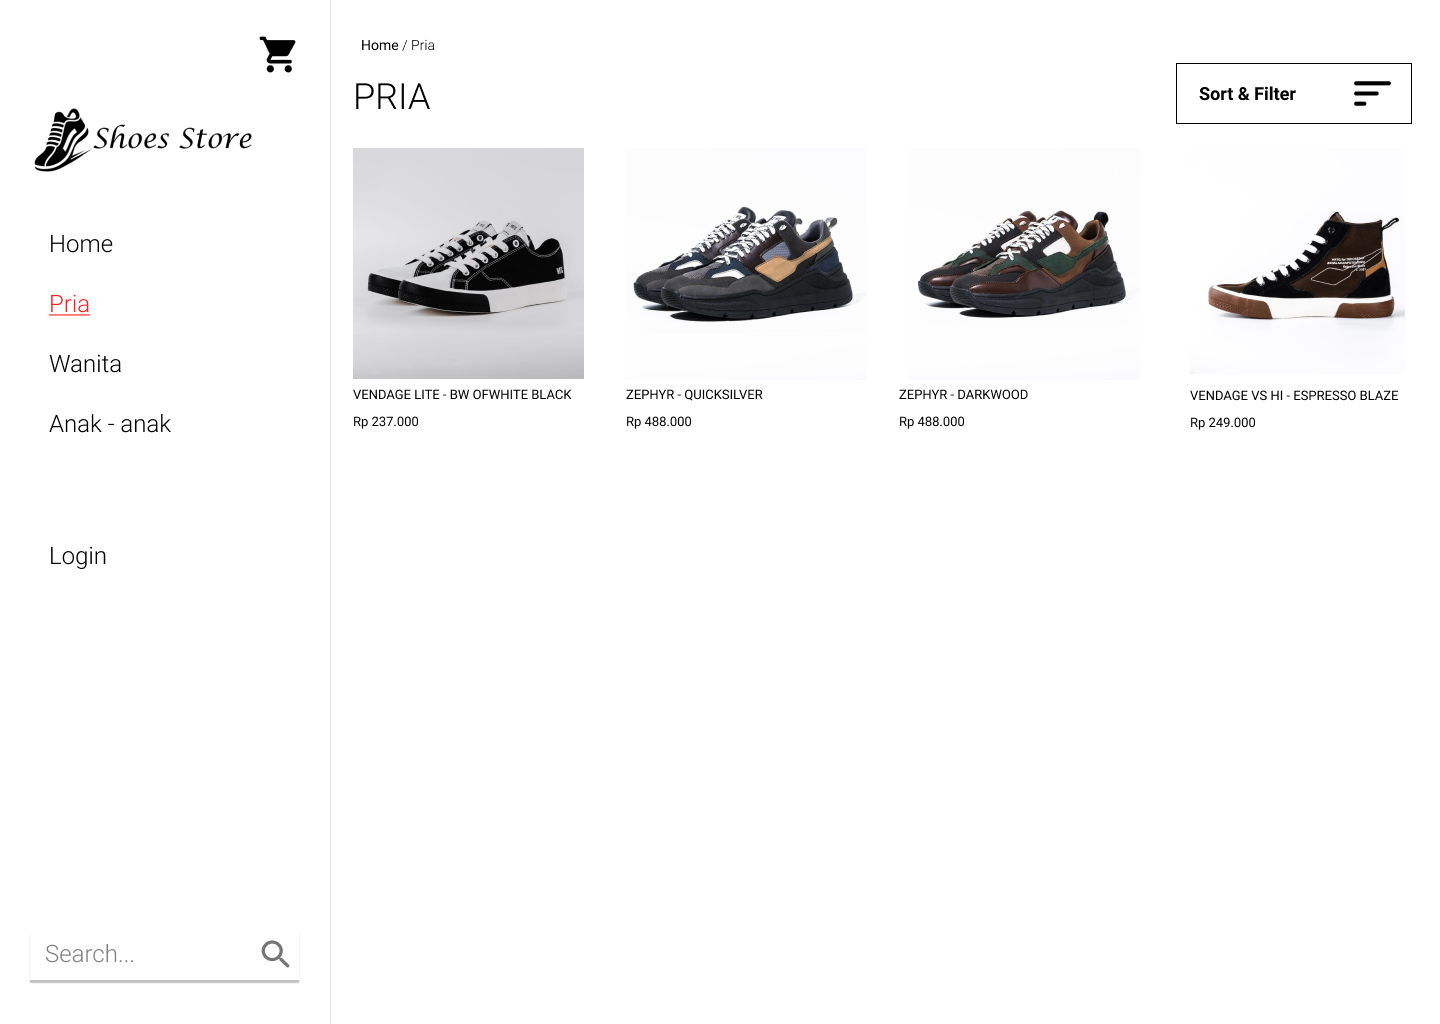 Shoes Store
Home
Pria
Wanita
Anak - anak
Login
Search...
Home / Pria
PRIA
Sort & Filter
VENDAGE LITE - BW OFWHITE BLACK
Rp 237.000
ZEPHYR - QUICKSILVER
Rp 488.000
ZEPHYR - DARKWOOD
Rp 488.000
VENDAGE VS HI - ESPRESSO BLAZE
Rp 249.000